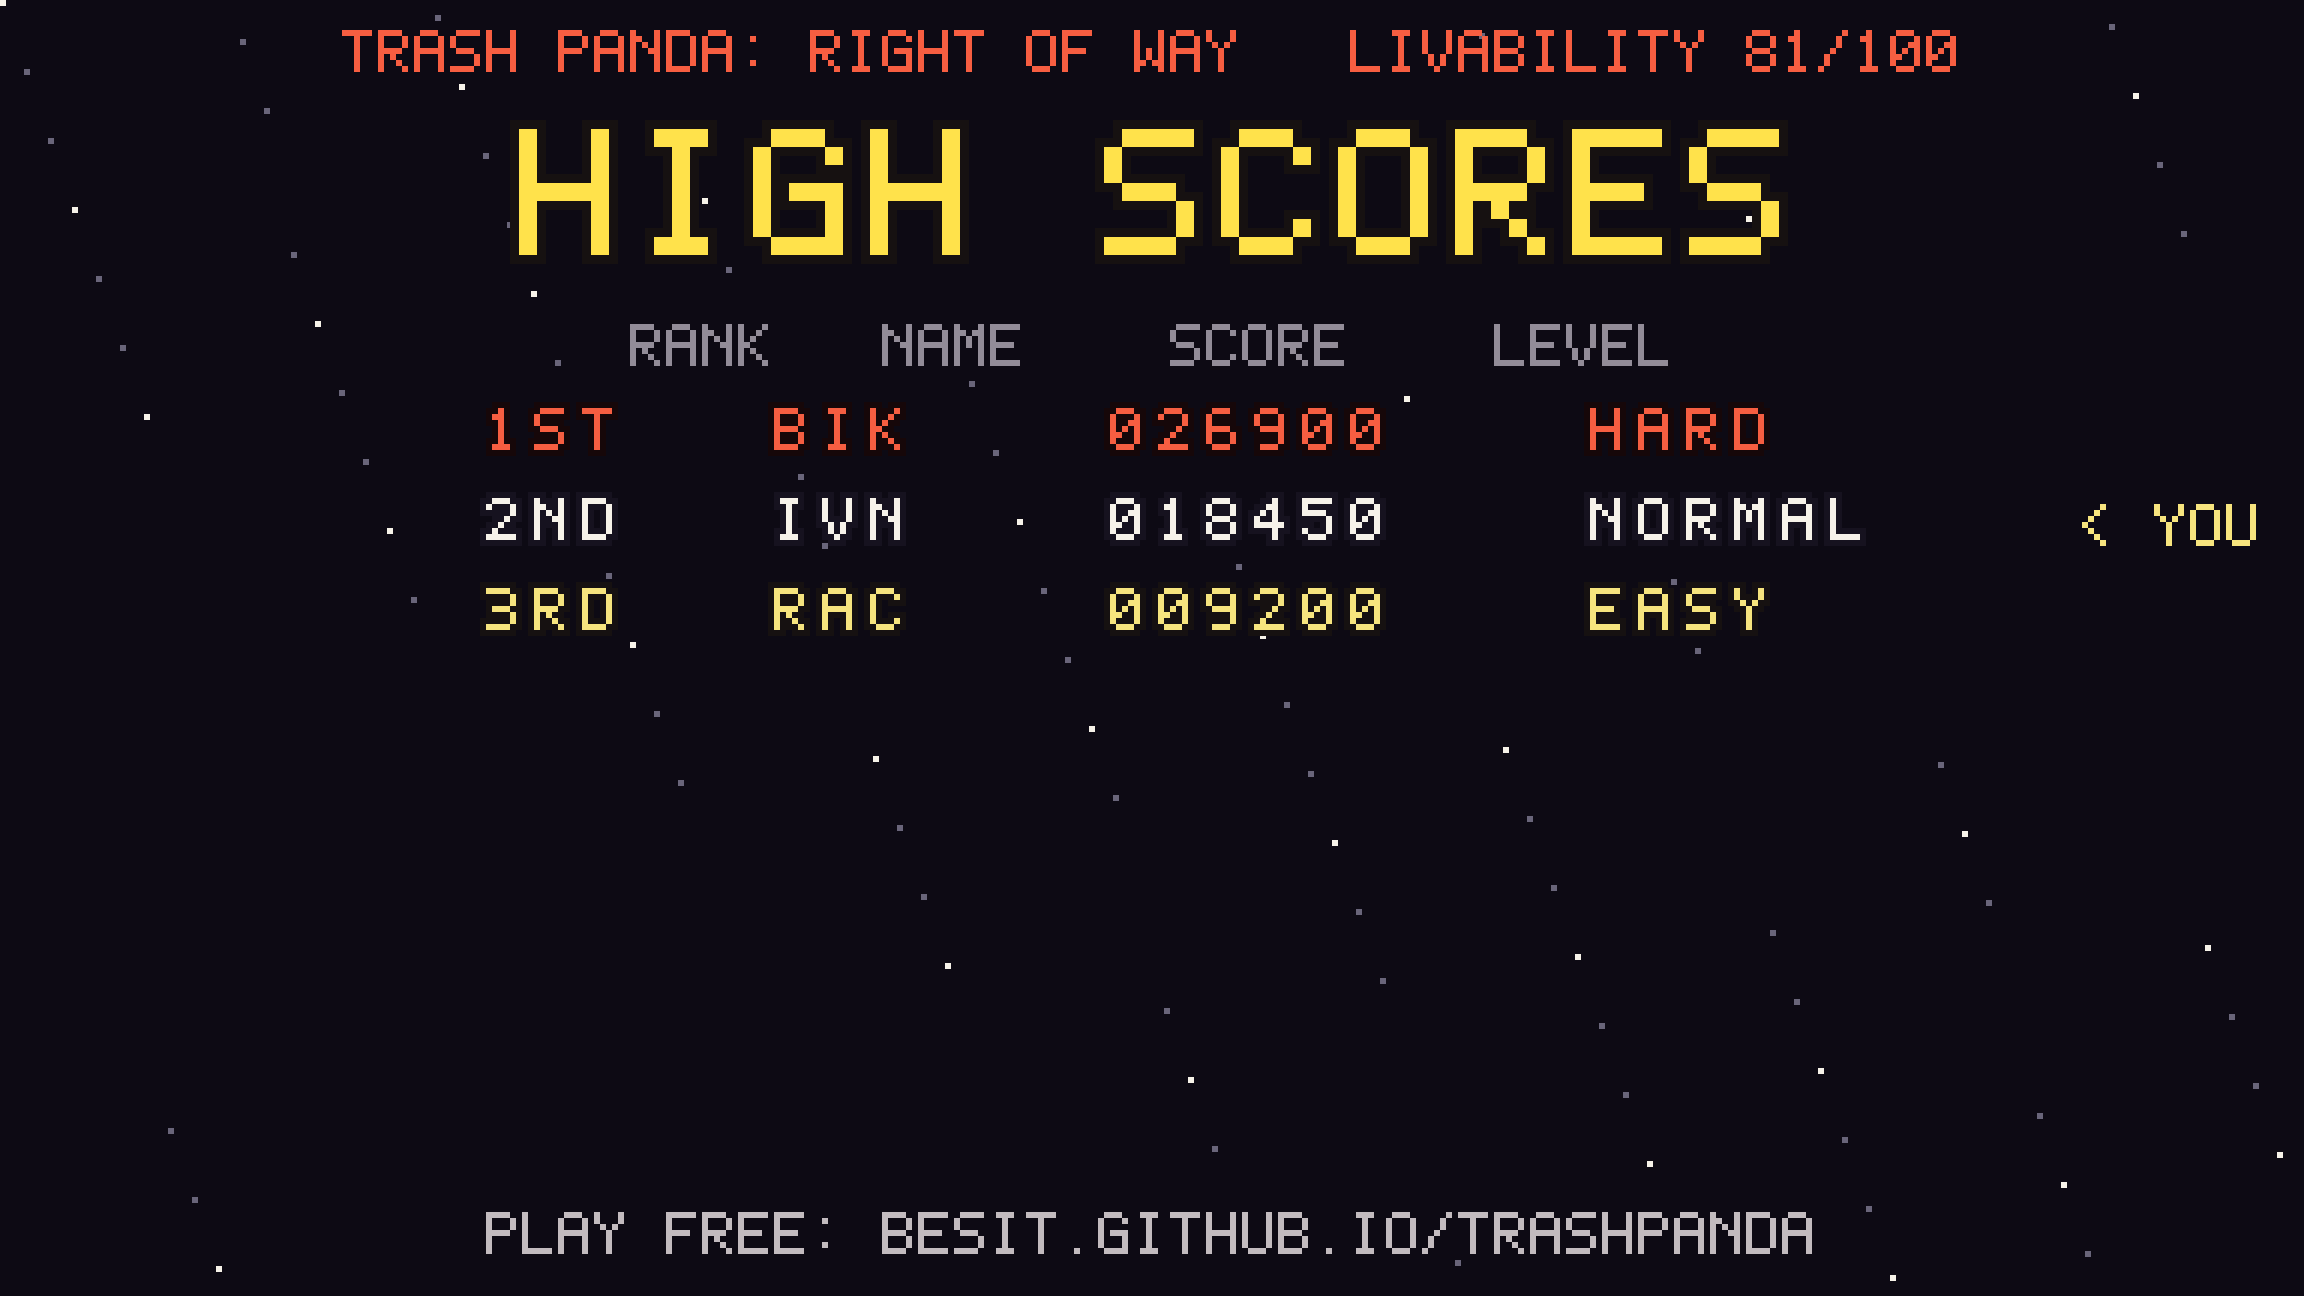 TRASH PANDA: RIGHT OF WAY LIVABILITY 81/100
HIGH SCORES
RANK NAME SCORE LEVEL
1ST BIK 026900 HARD
2ND IVN 018450 NORMAL < YOU
3RD RAC 009200 EASY
PLAY FREE: BESIT.GITHUB.IO/TRASHPANDA